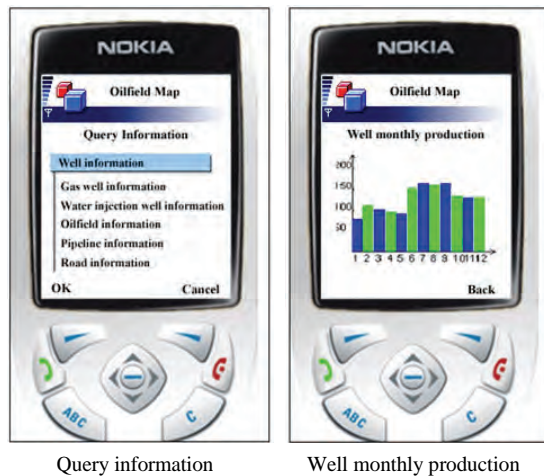 NOKIA
Oilfield Map
Query Information
Well information
Gas well information
Water injection well information
Oilfield information
Pipeline information
Road information
OK Cancel
ABC C
Query information
NOKIA
Oilfield Map
Well monthly production
200
150
100
50
1 2 3 4 5 6 7 8 9 10 11 12
Back
ABC C
Well monthly production